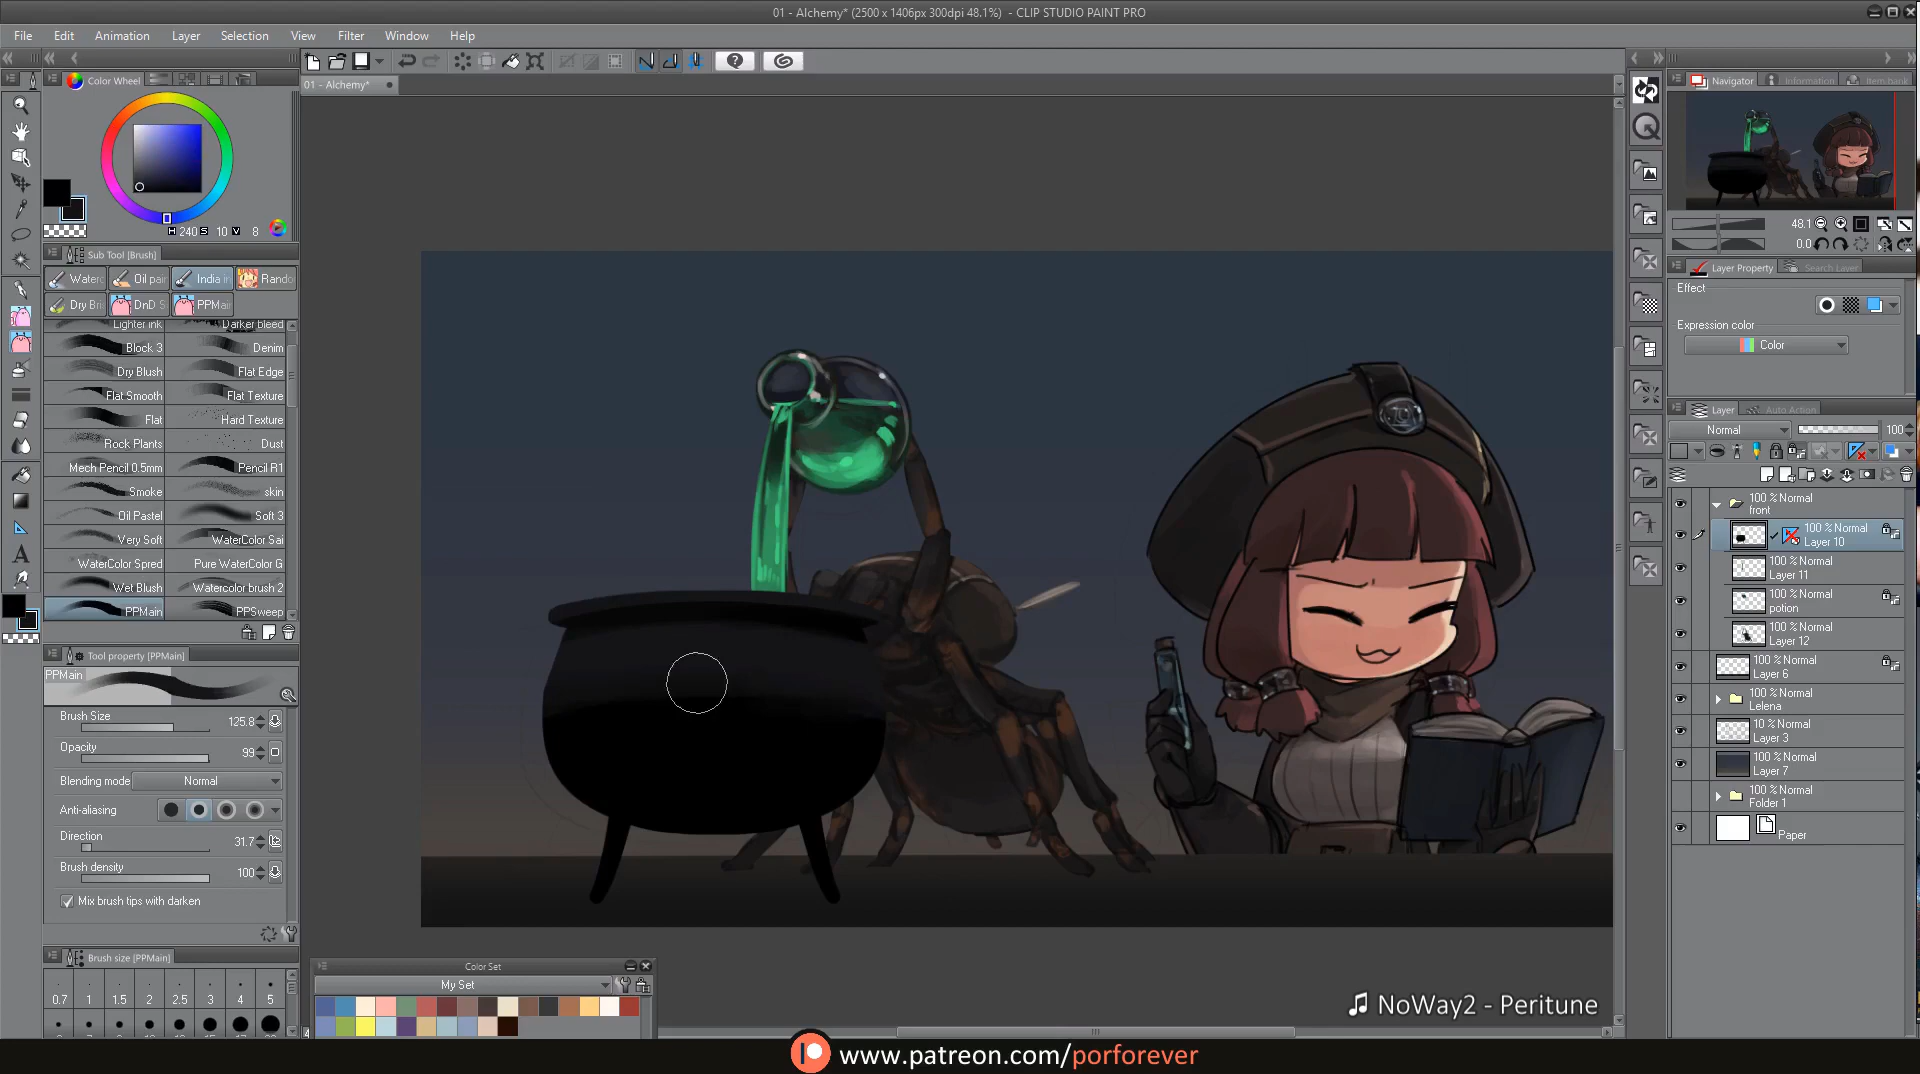 01 - Alchemy* (2500 x 1406px 300dpi 48.1%) - CLIP STUDIO PAINT PRO
File Edit Animation Layer Selection View Filter Window Help
Color Wheel
01 - Alchemy*
Navigator Information Item bank
H 240 S 10 V 8
48.1
0.0
Sub Tool [Brush]
Waterc Oil pai India i Rando
Dry Br DnD S PPMai
Lighter ink Darker bleed
Block 3 Denim
Dry Blush Flat Edge
Flat Smooth Flat Texture
Flat Hard Texture
Rock Plants Dust
Mech Pencil 0.5mm Pencil R1
Smoke skin
Oil Pastel Soft 3
Very Soft WaterColor Sai
WaterColor Spred Pure WaterColor G
Wet Blush Watercolor brush 2
PPMain PPSweep
Tool property [PPMain]
PPMain
Brush Size 125.8
Opacity 99
Blending mode Normal
Anti-aliasing
Direction 31.7
Brush density 100
Mix brush tips with darken
Brush size [PPMain]
0.7 1 1.5 2 2.5 3 4 5
Color Set
My Set
Layer Property Search Layer
Effect
Expression color
Color
Layer Auto Action
Normal 100
100 % Normal
front
100 % Normal
Layer 10
100 % Normal
Layer 11
100 % Normal
potion
100 % Normal
Layer 12
100 % Normal
Layer 6
100 % Normal
Lelena
10 % Normal
Layer 3
100 % Normal
Layer 7
100 % Normal
Folder 1
Paper
NoWay2 - Peritune
www.patreon.com/porforever